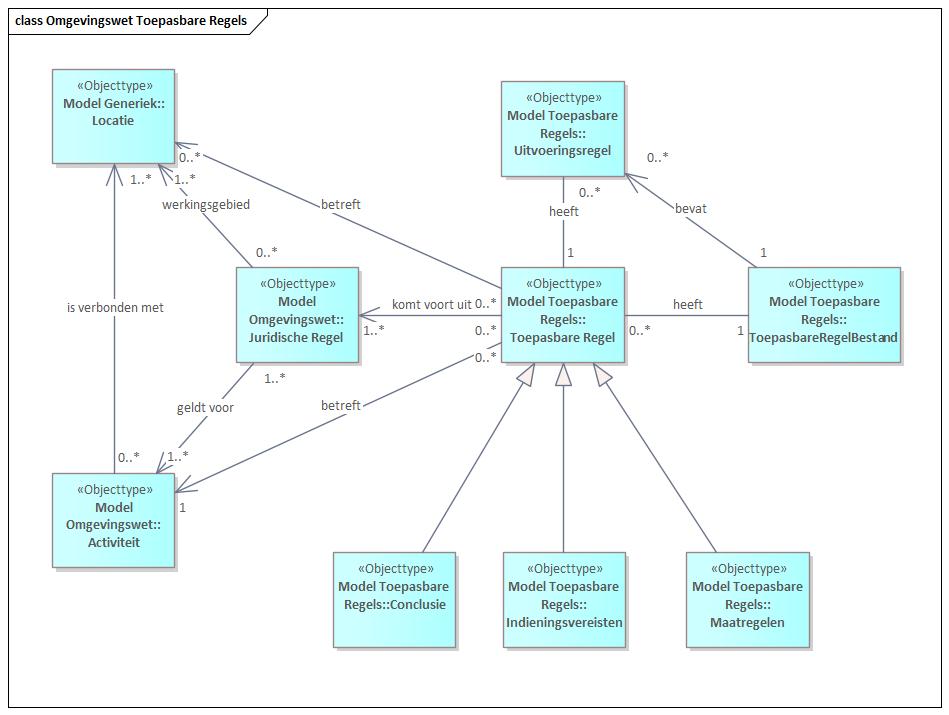 class Omgevingswet Toepasbare Regels
«Objecttype»
Model Generiek::
Locatie
«Objecttype»
Model Toepasbare
Regels::
Uitvoeringsregel
0..*
1..*
1..*
0..*
0..*
werkingsgebied
betreft
heeft
bevat
0..*
1
1
«Objecttype»
Model
Omgevingswet::
Juridische Regel
«Objecttype»
Model Toepasbare
Regels::
Toepasbare Regel
«Objecttype»
Model Toepasbare
Regels::
ToepasbareRegelBestand
is verbonden met
komt voort uit
0..*
heeft
1..*
0..*
0..*
1
0..*
1..*
geldt voor
betreft
0..*
1..*
«Objecttype»
Model
Omgevingswet::
Activiteit
1
«Objecttype»
Model Toepasbare
Regels::Conclusie
«Objecttype»
Model Toepasbare
Regels::
Indieningsvereisten
«Objecttype»
Model Toepasbare
Regels::
Maatregelen